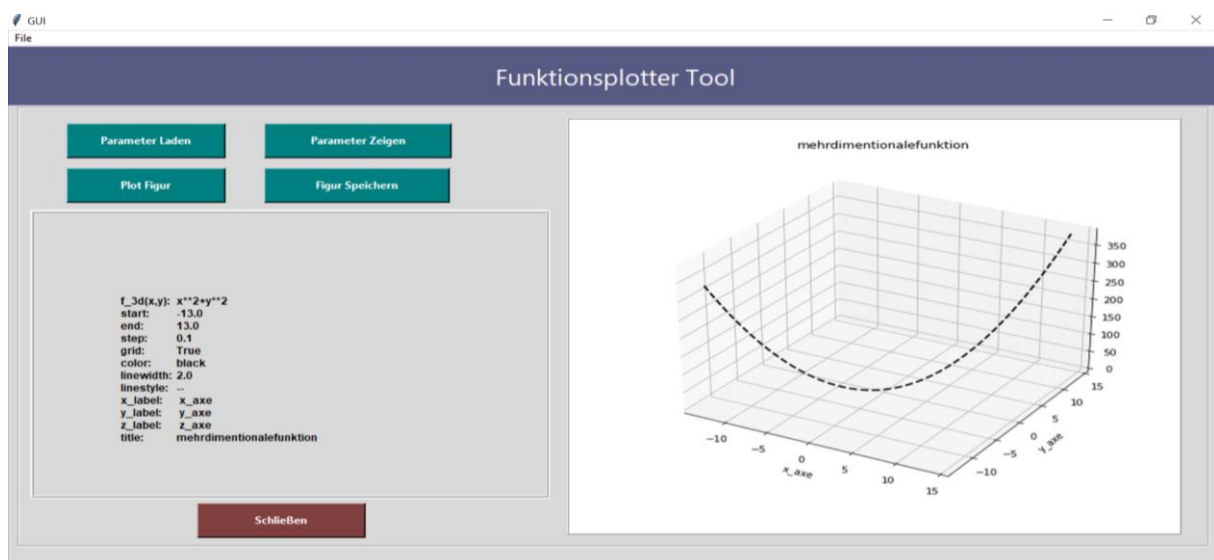 GUI
File
Funktionsplotter Tool
Parameter Laden
Parameter Zeigen
Plot Figur
Figur Speichern
f_3d(x,y): x**2+y**2
start: -13.0
end: 13.0
step: 0.1
grid: True
color: black
linewidth: 2.0
linestyle: --
x_label: x_axe
y_label: y_axe
z_label: z_axe
title: mehrdimentionalefunktion
Schließen
mehrdimentionalefunktion
350
300
250
200
150
100
50
0
15
10
5
0
−5
−10
y_axe
−10
−5
0
5
10
15
x_axe